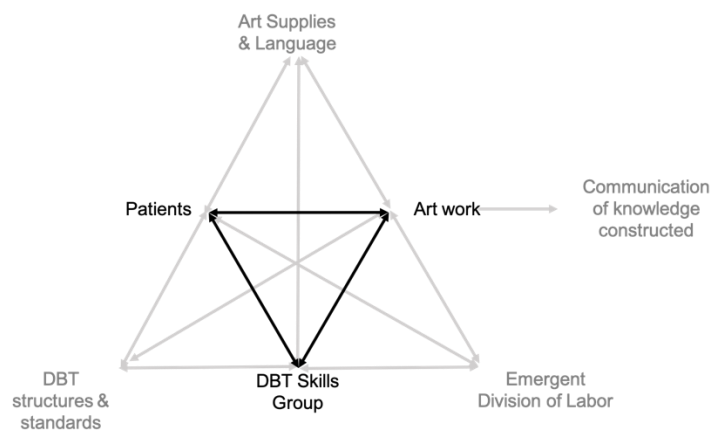 Art Supplies
& Language
Patients
Art work
Communication
of knowledge
constructed
DBT
structures &
standards
DBT Skills
Group
Emergent
Division of Labor